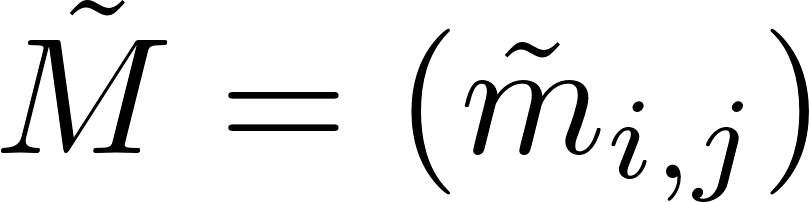 M̃ = (m̃_{i,j})